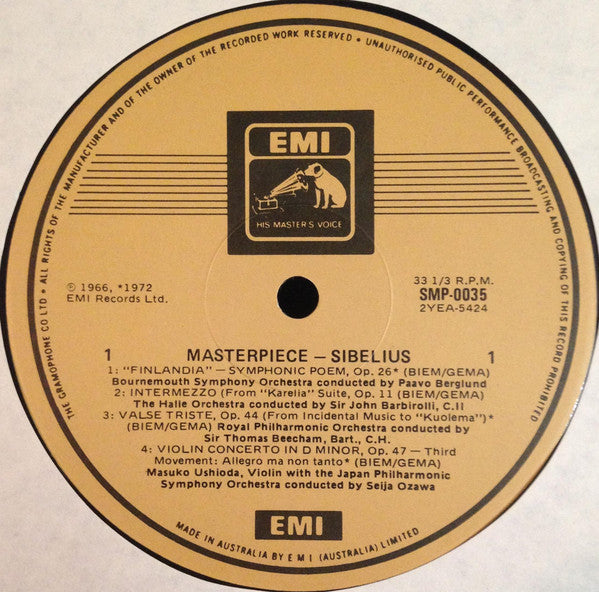 THE GRAMOPHONE CO LTD • ALL RIGHTS OF THE MANUFACTURER AND OF THE OWNER OF THE RECORDED WORK RESERVED • UNAUTHORISED PUBLIC PERFORMANCE BROADCASTING AND COPYING OF THIS RECORD PROHIBITED
EMI
HIS MASTER'S VOICE
℗ 1966, *1972
EMI Records Ltd.
33 1/3 R.P.M.
SMP-0035
2YEA-5424
1 MASTERPIECE — SIBELIUS 1
1: "FINLANDIA" — SYMPHONIC POEM, Op. 26* (BIEM/GEMA)
Bournemouth Symphony Orchestra conducted by Paavo Berglund
2: INTERMEZZO (From "Karelia" Suite, Op. 11 (BIEM/GEMA)
The Halle Orchestra conducted by Sir John Barbirolli, C.II
3: VALSE TRISTE, Op. 44 (From Incidental Music to "Kuolema")*
(BIEM/GEMA) Royal Philharmonic Orchestra conducted by
Sir Thomas Beecham, Bart., C.H.
4: VIOLIN CONCERTO IN D MINOR, Op. 47 — Third
Movement: Allegro ma non tanto* (BIEM/GEMA)
Masuko Ushioda, Violin with the Japan Philharmonic
Symphony Orchestra conducted by Seija Ozawa
EMI
MADE IN AUSTRALIA BY E M I (AUSTRALIA) LIMITED